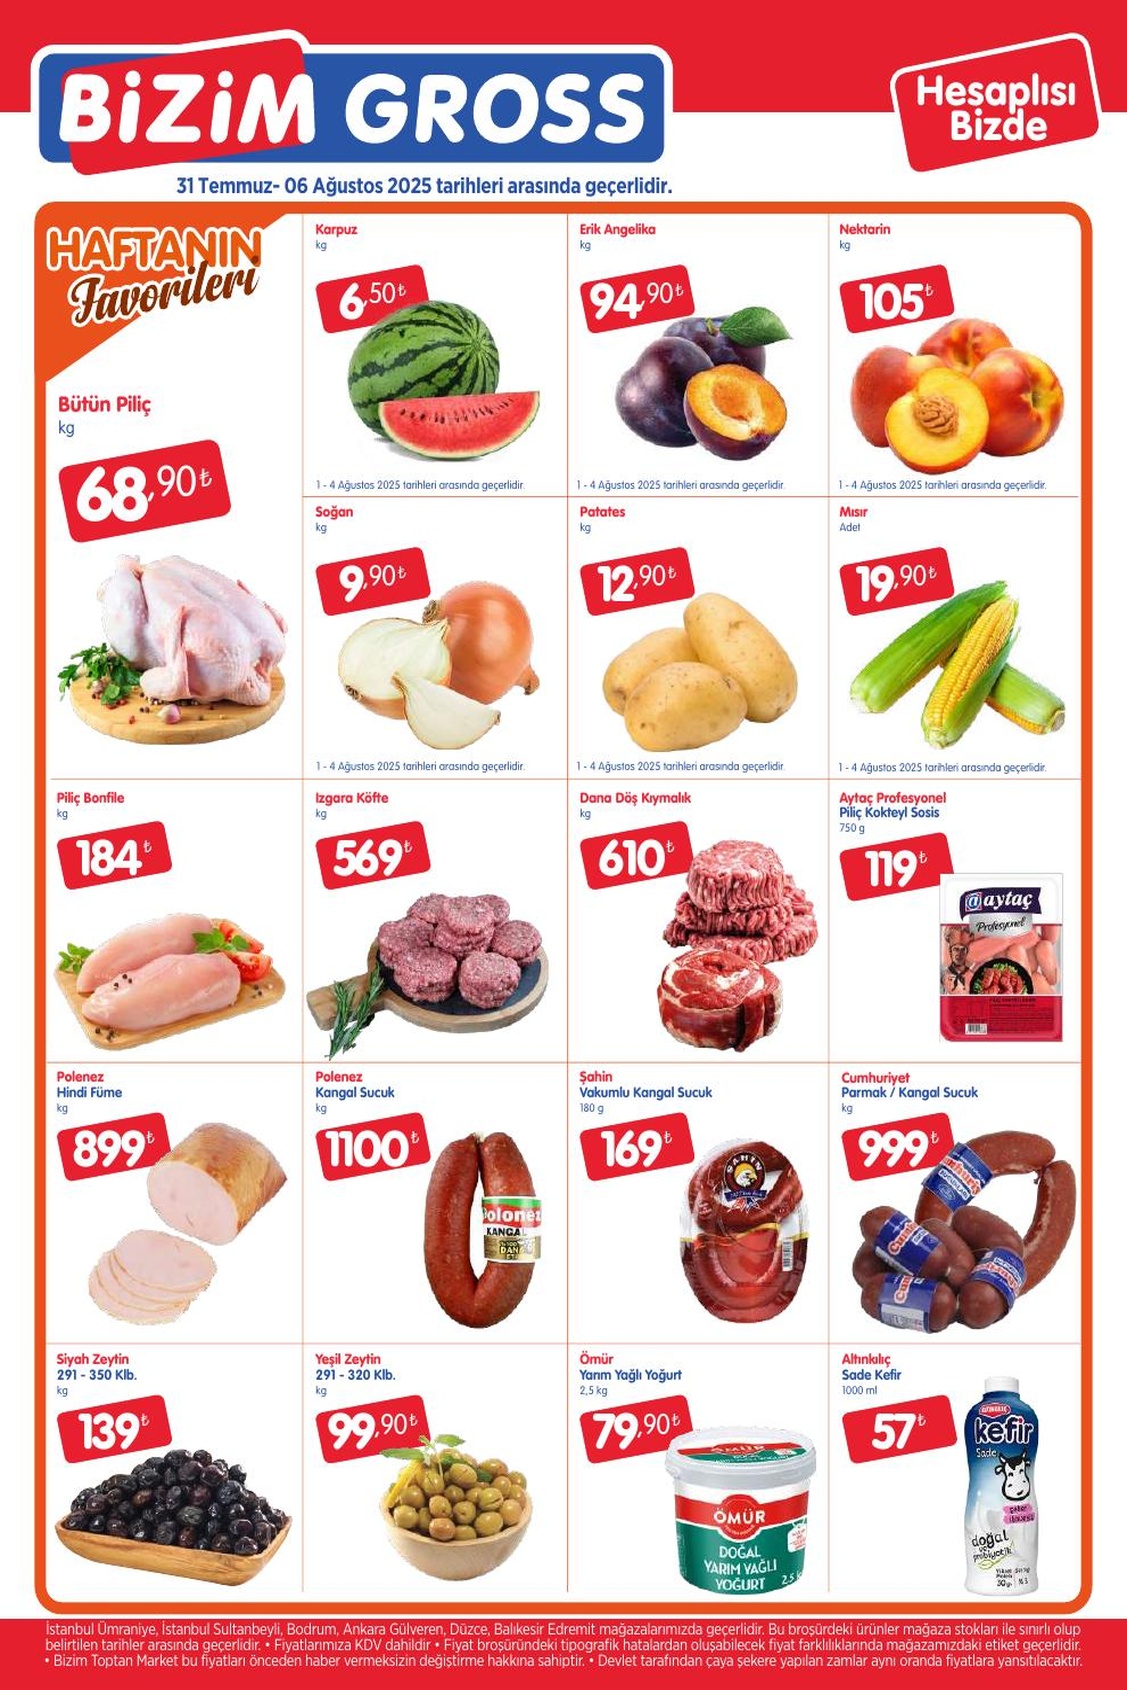 BİZİM GROSS
Hesaplısı
Bizde
31 Temmuz- 06 Ağustos 2025 tarihleri arasında geçerlidir.
HAFTANIN
Favorileri
Bütün Piliç
kg
68,90₺
Karpuz
kg
6,50₺
1 - 4 Ağustos 2025 tarihleri arasında geçerlidir.
Erik Angelika
kg
94,90₺
1 - 4 Ağustos 2025 tarihleri arasında geçerlidir.
Nektarin
kg
105₺
1 - 4 Ağustos 2025 tarihleri arasında geçerlidir.
Soğan
kg
9,90₺
1 - 4 Ağustos 2025 tarihleri arasında geçerlidir.
Patates
kg
12,90₺
1 - 4 Ağustos 2025 tarihleri arasında geçerlidir.
Mısır
Adet
19,90₺
1 - 4 Ağustos 2025 tarihleri arasında geçerlidir.
Piliç Bonfile
kg
184₺
Izgara Köfte
kg
569₺
Dana Döş Kıymalık
kg
610₺
Aytaç Profesyonel
Piliç Kokteyl Sosis
750 g
119₺
aytaç
Profesyonel
Polenez
Hindi Füme
kg
899₺
Polenez
Kangal Sucuk
kg
1100₺
Polonez
KANGAL
DANA
Şahin
Vakumlu Kangal Sucuk
180 g
169₺
ŞAHİN
Cumhuriyet
Parmak / Kangal Sucuk
kg
999₺
Siyah Zeytin
291 - 350 Klb.
kg
139₺
Yeşil Zeytin
291 - 320 Klb.
kg
99,90₺
Ömür
Yarım Yağlı Yoğurt
2,5 kg
79,90₺
ÖMÜR
ÖMÜR
DOĞAL
YARIM YAĞLI
YOĞURT
2.5
Altınkılıç
Sade Kefir
1000 ml
57₺
ALTINKILIÇ
kefir
Sade
doğal
ve
probiyotik
İstanbul Ümraniye, İstanbul Sultanbeyli, Bodrum, Ankara Gülveren, Düzce, Balıkesir Edremit mağazalarımızda geçerlidir. Bu broşürdeki ürünler mağaza stokları ile sınırlı olup
belirtilen tarihler arasında geçerlidir. • Fiyatlarımıza KDV dahildir • Fiyat broşüründeki tipografik hatalardan oluşabilecek fiyat farklılıklarında mağazamızdaki etiket geçerlidir.
• Bizim Toptan Market bu fiyatları önceden haber vermeksizin değiştirme hakkına sahiptir. • Devlet tarafından çaya şekere yapılan zamlar aynı oranda fiyatlara yansıtılacaktır.